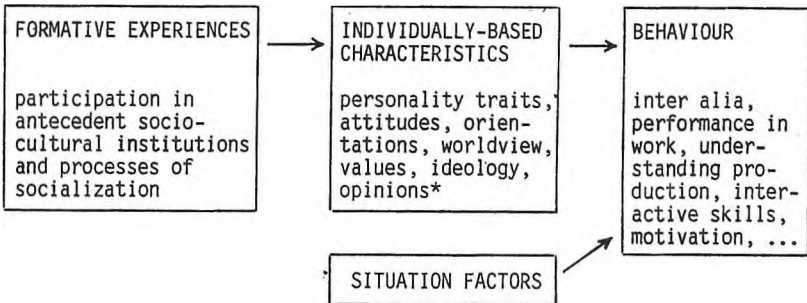 FORMATIVE EXPERIENCES
participation in
antecedent socio-
cultural institutions
and processes of
socialization
INDIVIDUALLY-BASED
CHARACTERISTICS
personality traits,
attitudes, orien-
tations, worldview,
values, ideology,
opinions*
BEHAVIOUR
inter alia,
performance in
work, under-
standing pro-
duction, inter-
active skills,
motivation, ...
SITUATION FACTORS